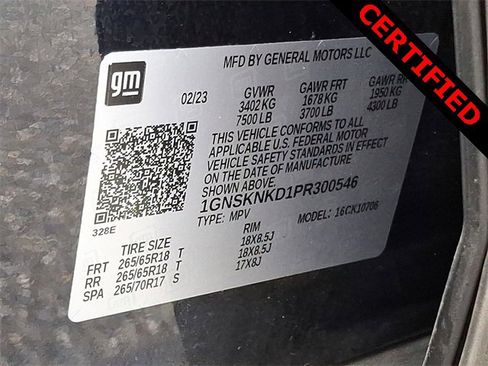 CERTIFIED
gm
MFD BY GENERAL MOTORS LLC
02/23 GVWR GAWR FRT GAWR RR
3402 KG 1678 KG 1950 KG
7500 LB 3700 LB 4300 LB
THIS VEHICLE CONFORMS TO ALL
APPLICABLE U.S. FEDERAL MOTOR
VEHICLE SAFETY STANDARDS IN EFFECT ON
THE DATE OF MANUFACTURE
SHOWN ABOVE.
1GNSKNKD1PR300546
TYPE: MPV MODEL: 16CK10706
328E
TIRE SIZE RIM
FRT 265/65R18 T 18X8.5J
RR 265/65R18 T 18X8.5J
SPA 265/70R17 S 17X8J